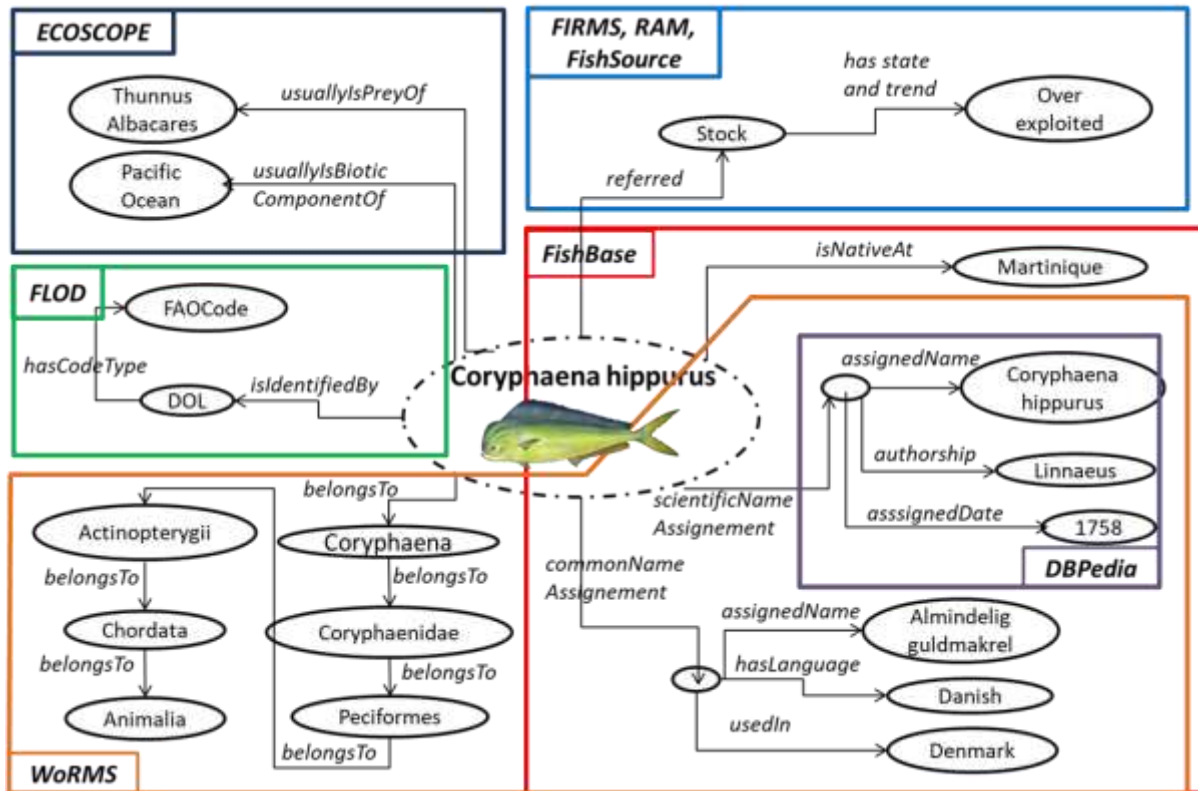 ECOSCOPE
Thunnus
Albacares
usuallyIsPreyOf
Pacific
Ocean
usuallyIsBiotic
ComponentOf
FIRMS, RAM,
FishSource
has state
and trend
Stock
Over
exploited
referred
FLOD
FAOCode
hasCodeType
DOL
isIdentifiedBy
FishBase
isNativeAt
Martinique
Coryphaena hippurus
assignedName
Coryphaena
hippurus
authorship
Linnaeus
asssignedDate
1758
DBPedia
scientificName
Assignement
commonName
Assignement
assignedName
Almindelig
guldmakrel
hasLanguage
Danish
usedIn
Denmark
belongsTo
Coryphaena
belongsTo
Coryphaenidae
belongsTo
Peciformes
belongsTo
Actinopterygii
belongsTo
Chordata
belongsTo
Animalia
WoRMS